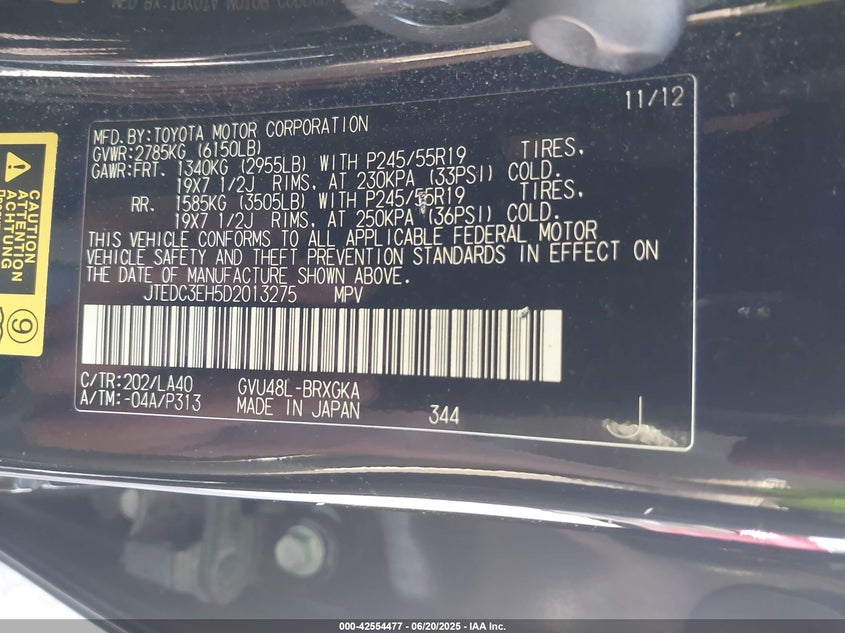 11/12
MFD.BY:TOYOTA MOTOR CORPORATION
GVWR:2785KG (6150LB)
GAWR:FRT. 1340KG (2955LB) WITH P245/55R19 TIRES,
19X7 1/2J RIMS, AT 230KPA (33PSI) COLD.
RR. 1585KG (3505LB) WITH P245/55R19 TIRES,
19X7 1/2J RIMS, AT 250KPA (36PSI) COLD.
THIS VEHICLE CONFORMS TO ALL APPLICABLE FEDERAL MOTOR
VEHICLE SAFETY AND THEFT PREVENTION STANDARDS IN EFFECT ON
THE DATE OF MANUFACTURE SHOWN ABOVE.
JTEDC3EH5D2013275 MPV
C/TR:202/LA40 GVU48L-BRXGKA
A/TM:-04A/P313 MADE IN JAPAN 344
J
CAUTION
ATTENTION
ACHTUNG
9
000-42554477 - 06/20/2025 - IAA Inc.